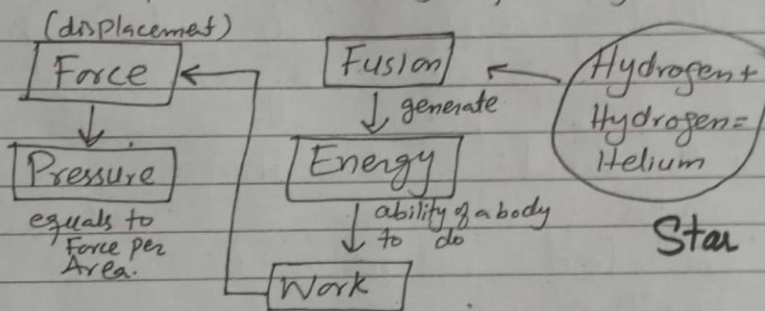 (displacement)
Force
Pressure
equals to
Force per
Area.
Fusion
generate
Energy
ability of a body
to do
Work
Hydrogen +
Hydrogen =
Helium
Star